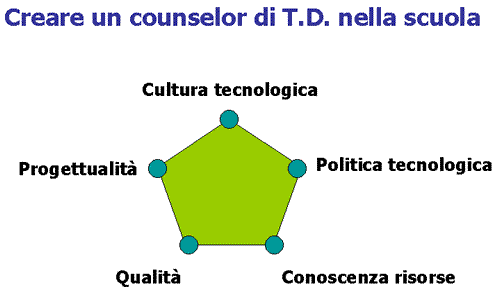 Creare un counselor di T.D. nella scuola
Cultura tecnologica
Progettualità
Politica tecnologica
Qualità
Conoscenza risorse